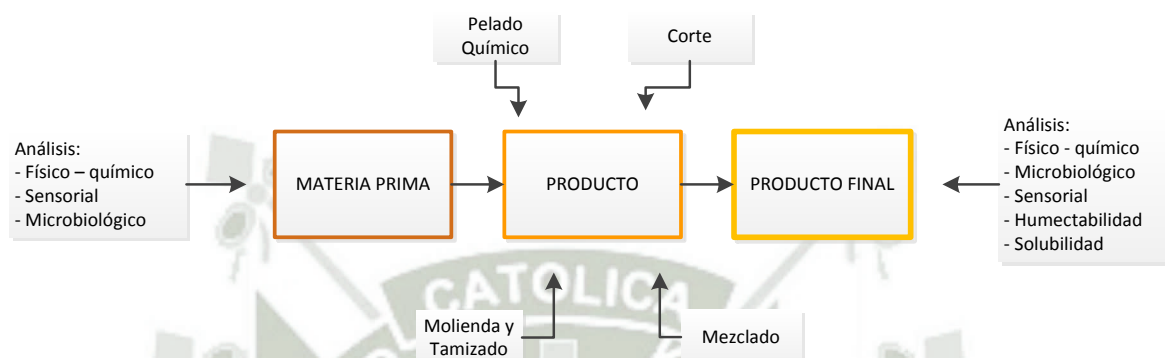 Pelado
Químico
Corte
Análisis:
- Físico – químico
- Sensorial
- Microbiológico
MATERIA PRIMA
PRODUCTO
PRODUCTO FINAL
Análisis:
- Físico - químico
- Microbiológico
- Sensorial
- Humectabilidad
- Solubilidad
CATOLICA
Molienda y
Tamizado
Mezclado